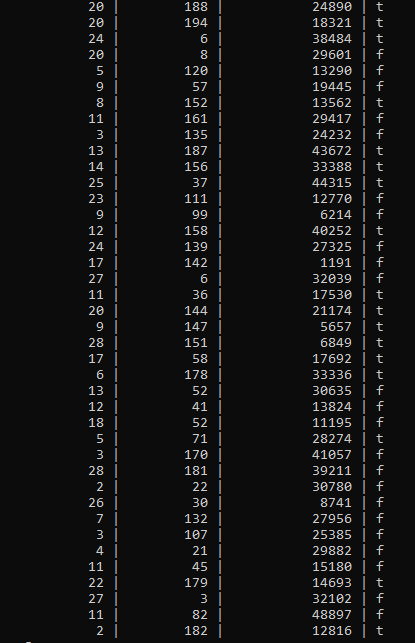 20 | 188 | 24890 | t
20 | 194 | 18321 | t
24 | 6 | 38484 | t
20 | 8 | 29601 | f
5 | 120 | 13290 | f
9 | 57 | 19445 | f
8 | 152 | 13562 | t
11 | 161 | 29417 | f
3 | 135 | 24232 | f
13 | 187 | 43672 | t
14 | 156 | 33388 | t
25 | 37 | 44315 | t
23 | 111 | 12770 | f
9 | 99 | 6214 | f
12 | 158 | 40252 | t
24 | 139 | 27325 | f
17 | 142 | 1191 | f
27 | 6 | 32039 | f
11 | 36 | 17530 | t
20 | 144 | 21174 | t
9 | 147 | 5657 | t
28 | 151 | 6849 | t
17 | 58 | 17692 | t
6 | 178 | 33336 | t
13 | 52 | 30635 | f
12 | 41 | 13824 | f
18 | 52 | 11195 | f
5 | 71 | 28274 | t
3 | 170 | 41057 | f
28 | 181 | 39211 | f
2 | 22 | 30780 | f
26 | 30 | 8741 | f
7 | 132 | 27956 | f
3 | 107 | 25385 | f
4 | 21 | 29882 | f
11 | 45 | 15180 | f
22 | 179 | 14693 | t
27 | 3 | 32102 | f
11 | 82 | 48897 | f
2 | 182 | 12816 | t